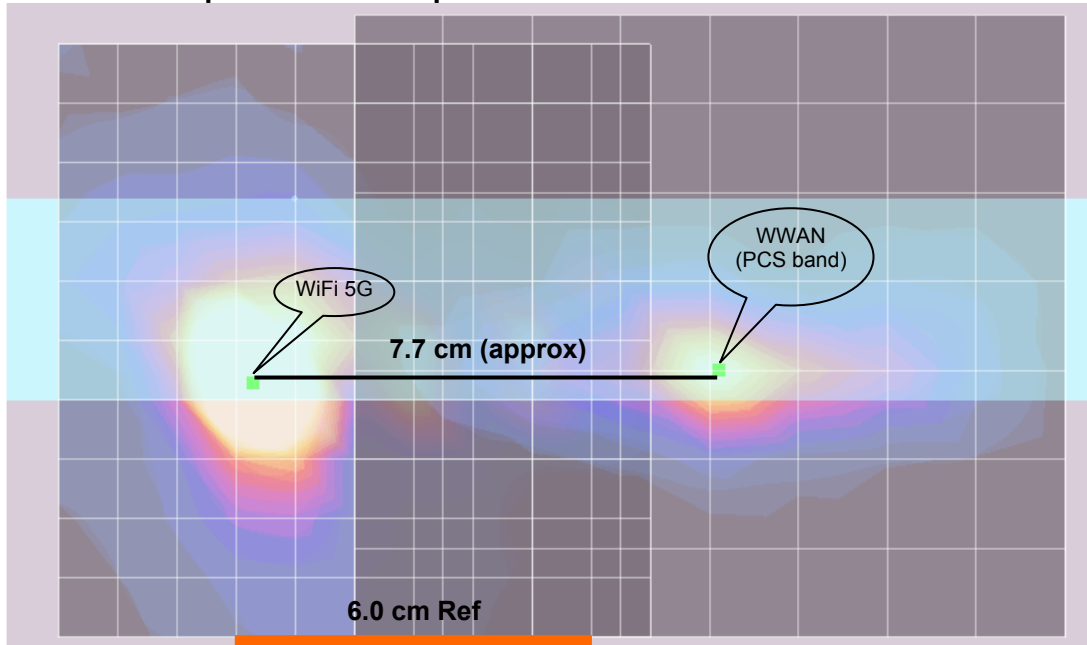 WWAN
(PCS band)
WiFi 5G
7.7 cm (approx)
6.0 cm Ref